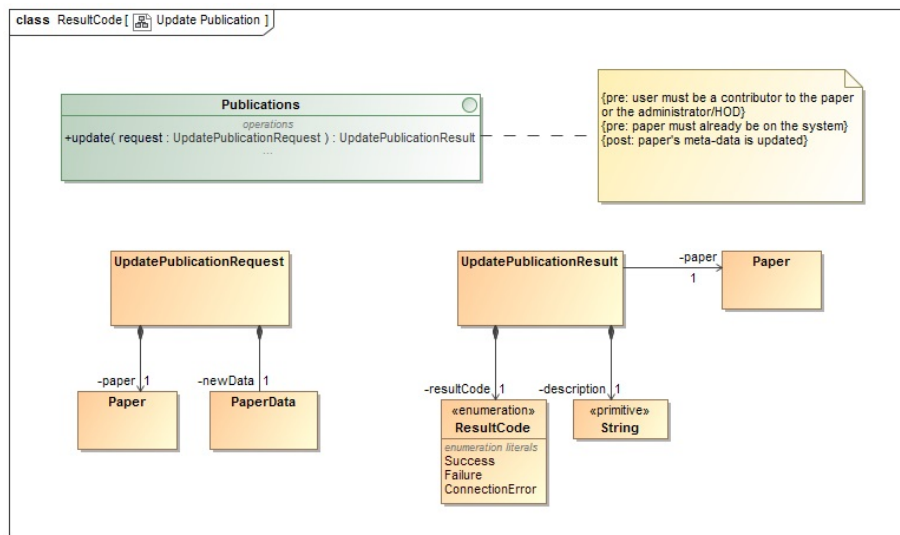 class ResultCode [ Update Publication ]
Publications
operations
+update( request : UpdatePublicationRequest ) : UpdatePublicationResult
...
{pre: user must be a contributor to the paper
or the administrator/HOD}
{pre: paper must already be on the system}
{post: paper's meta-data is updated}
UpdatePublicationRequest
UpdatePublicationResult
-paper
1
Paper
-paper 1
-newData 1
Paper
PaperData
-resultCode 1
-description 1
«enumeration»
ResultCode
enumeration literals
Success
Failure
ConnectionError
«primitive»
String